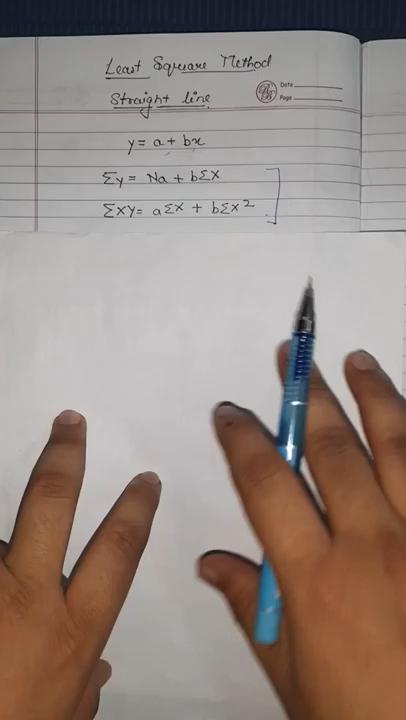 Least Square Method
Straight line
Date
Page
y = a + bx
Σy = Na + bΣx
Σxy = aΣx + bΣx²